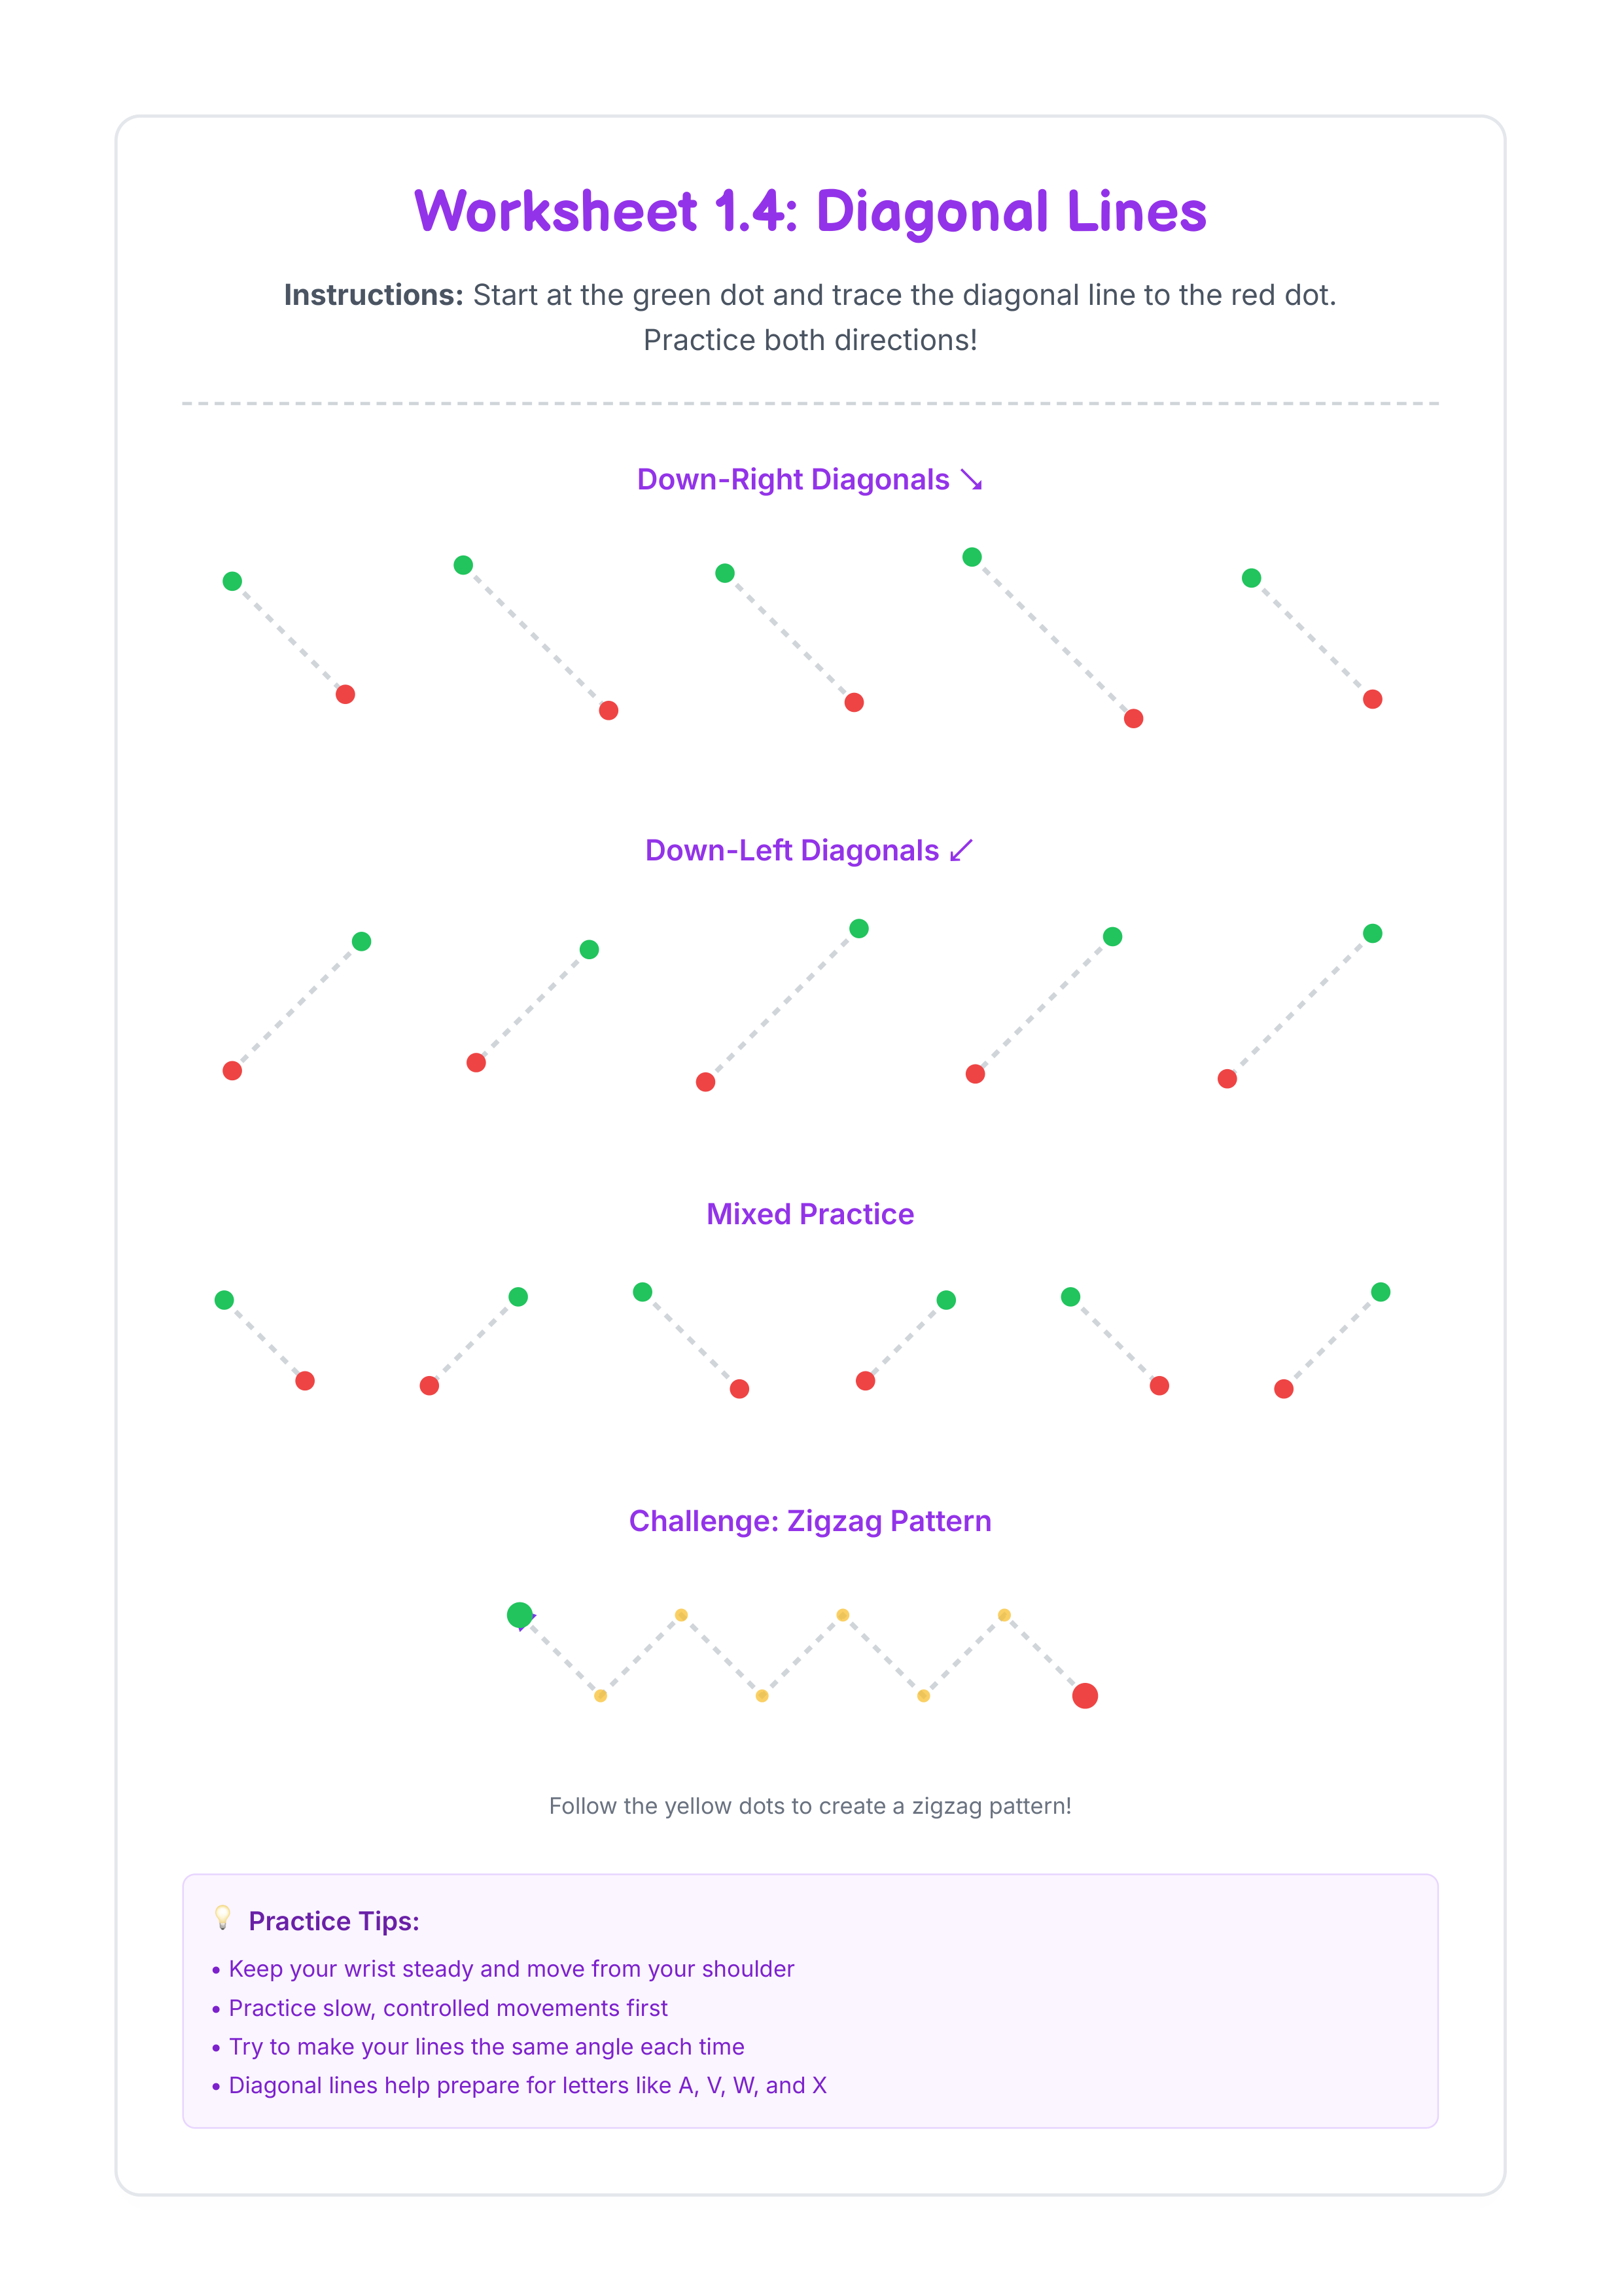 Worksheet 1.4: Diagonal Lines
Instructions: Start at the green dot and trace the diagonal line to the red dot.
Practice both directions!
Down-Right Diagonals ↘
Down-Left Diagonals ↙
Mixed Practice
Challenge: Zigzag Pattern
Follow the yellow dots to create a zigzag pattern!
💡 Practice Tips:
• Keep your wrist steady and move from your shoulder
• Practice slow, controlled movements first
• Try to make your lines the same angle each time
• Diagonal lines help prepare for letters like A, V, W, and X